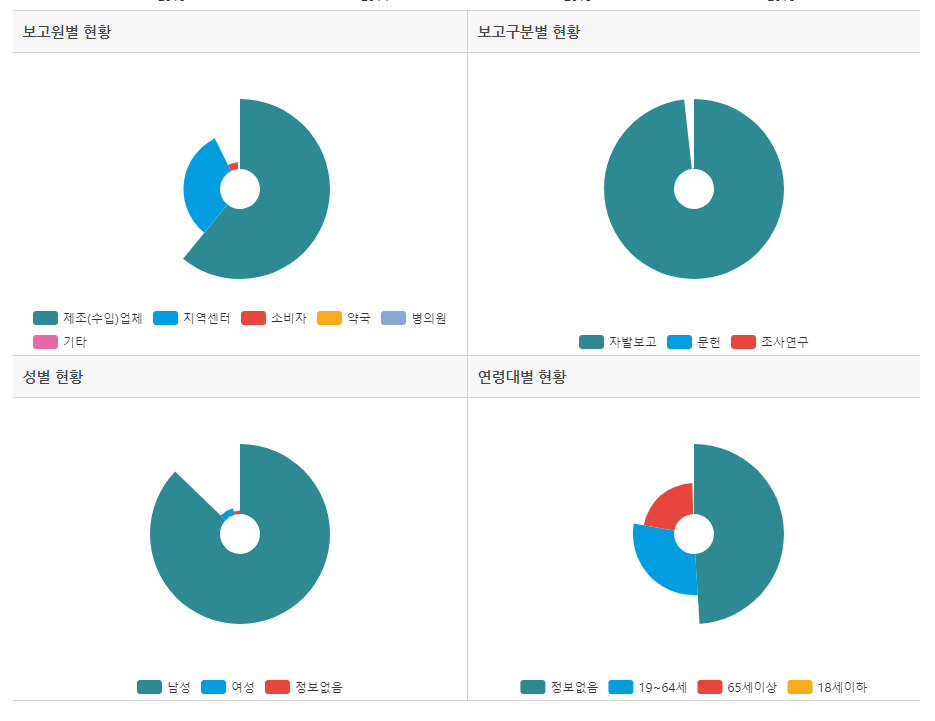 보고원별 현황
보고구분별 현황
제조(수입)업체 지역센터 소비자 약국 병의원
기타
자발보고 문헌 조사연구
성별 현황
연령대별 현황
남성 여성 정보없음
정보없음 19~64세 65세이상 18세이하